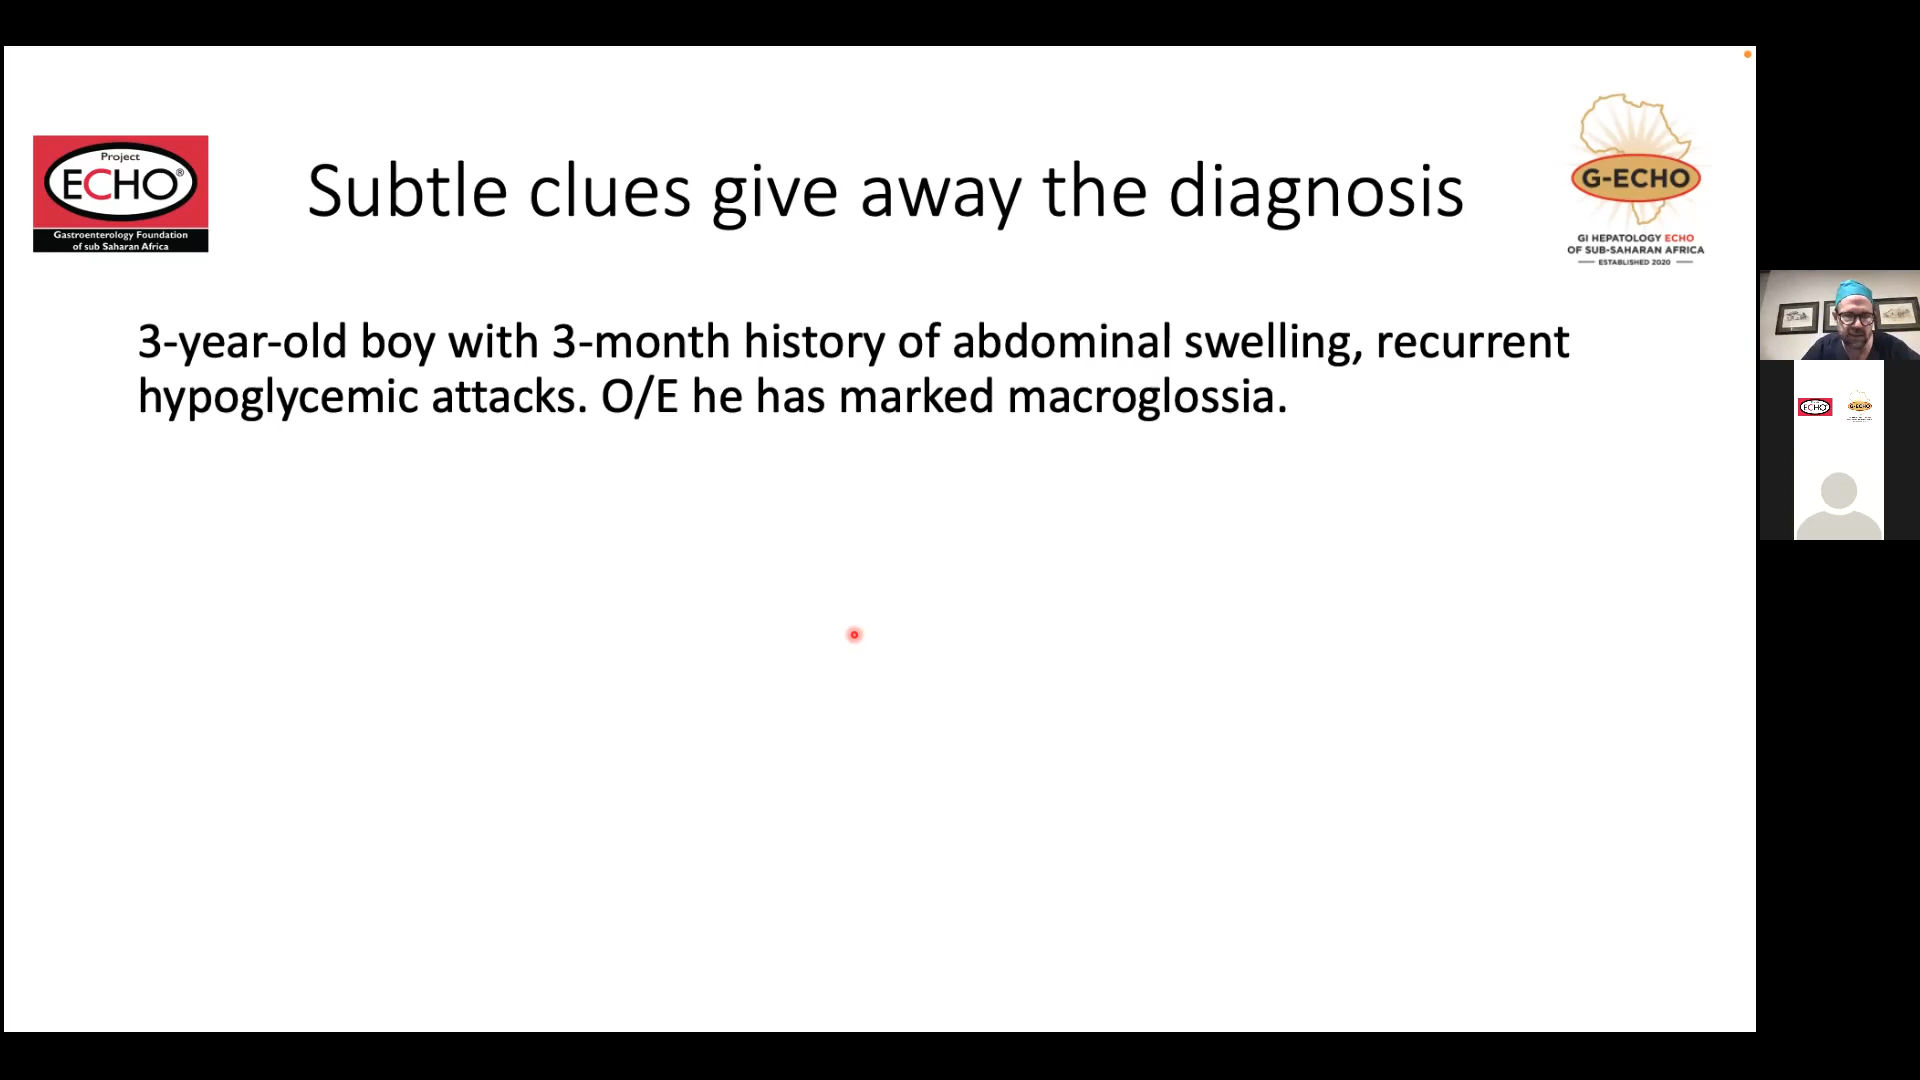 Project
ECHO®
Gastroenterology Foundation
of sub Saharan Africa
Subtle clues give away the diagnosis
G-ECHO
GI HEPATOLOGY ECHO
OF SUB-SAHARAN AFRICA
ESTABLISHED 2020
3-year-old boy with 3-month history of abdominal swelling, recurrent
hypoglycemic attacks. O/E he has marked macroglossia.
ECHO
G-ECHO